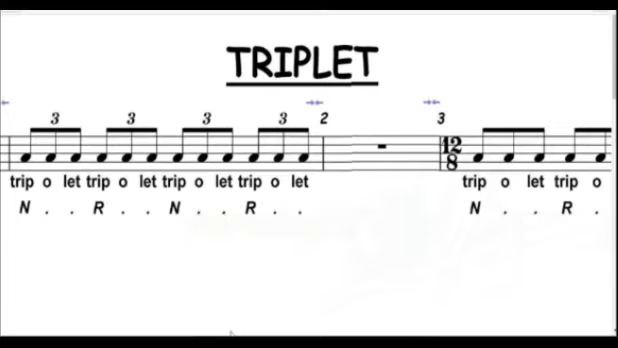 TRIPLET
3 3 3 3 2 3
12
8
trip o let trip o let trip o let trip o let trip o let trip o
N . . R . . N . . R . . N . . R .